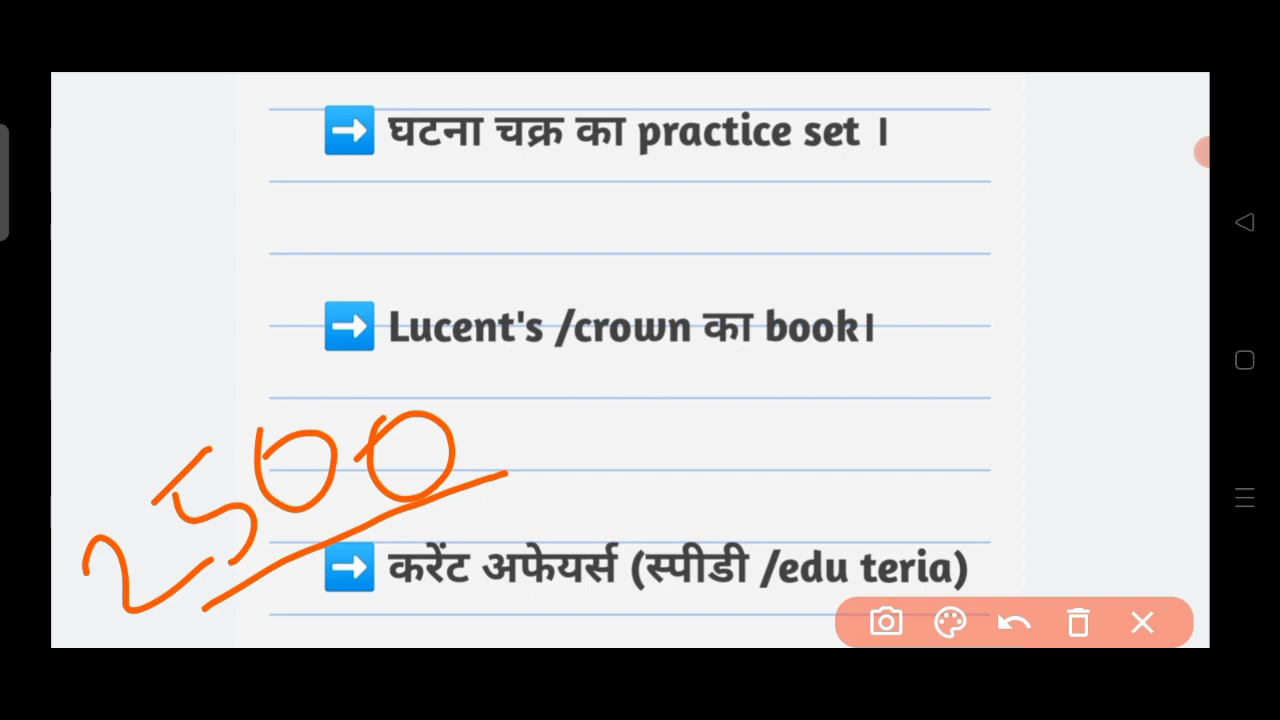 ➡️ घटना चक्र का practice set ।
➡️ Lucent's /crown का book।
2500
➡️ करेंट अफेयर्स (स्पीडी /edu teria)